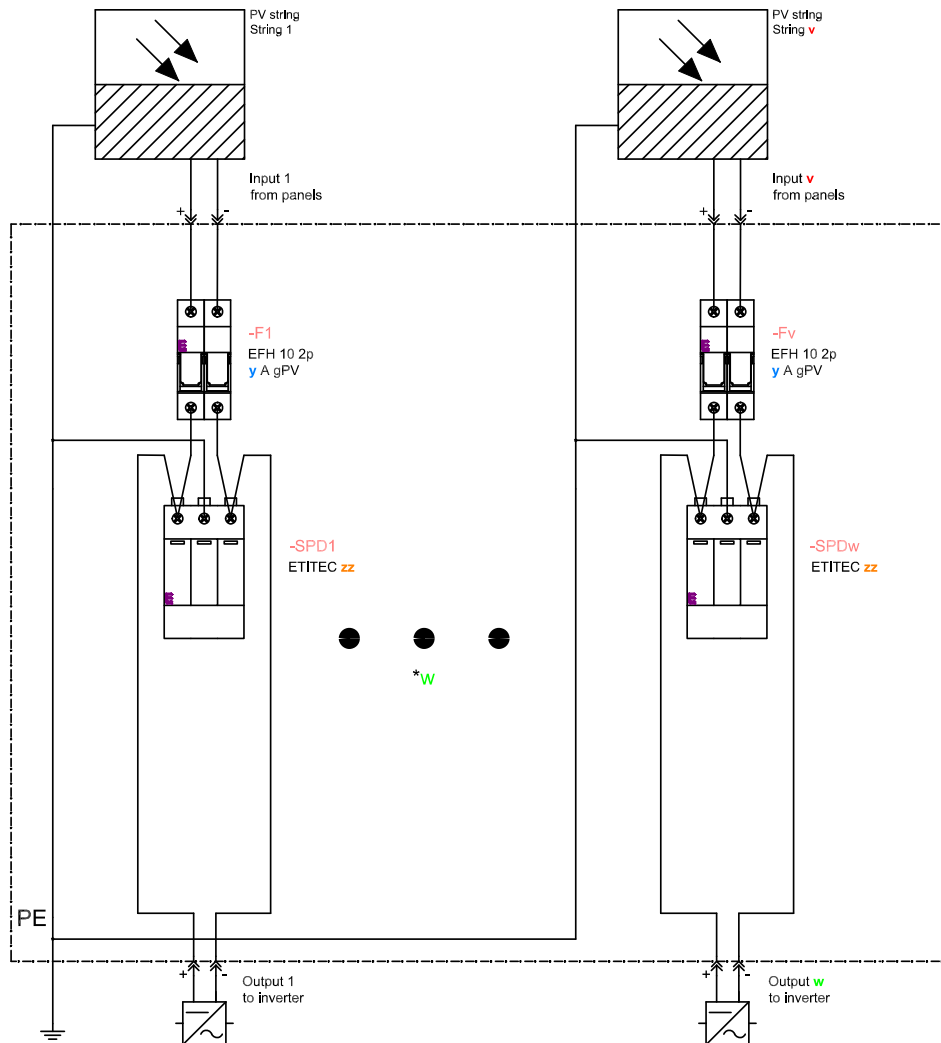 PV string
String 1
PV string
String v
Input 1
from panels
Input v
from panels
+ -
+ -
-F1
EFH 10 2p
y A gPV
-Fv
EFH 10 2p
y A gPV
E
E
-SPD1
ETITEC zz
-SPDw
ETITEC zz
E
E
*w
PE
+ -
Output 1
to inverter
+ -
Output w
to inverter